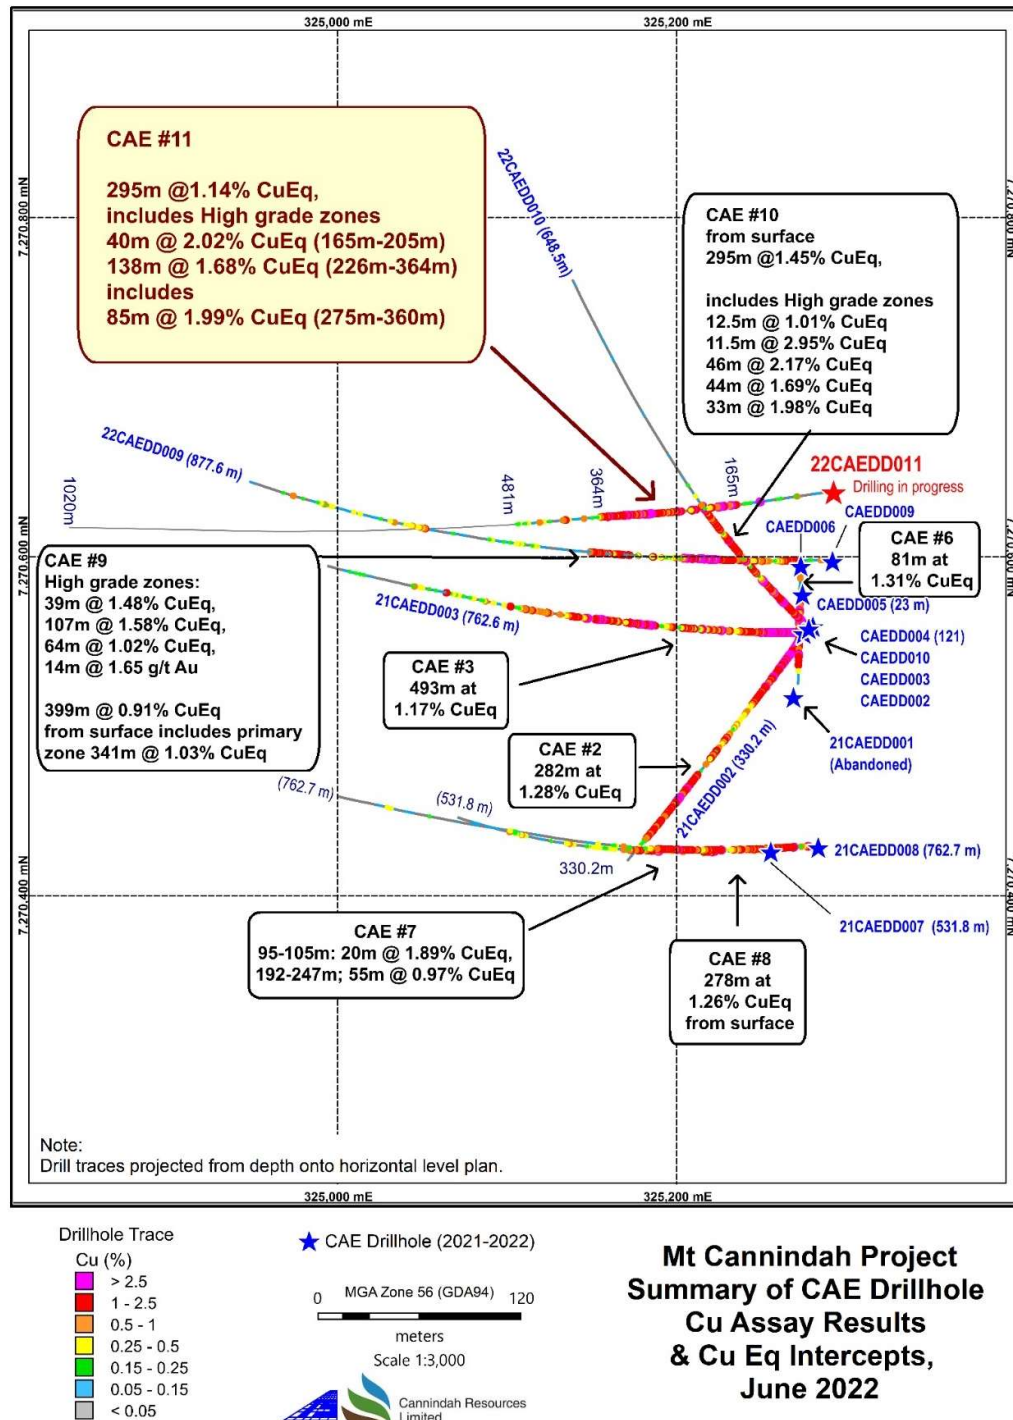 325,000 mE
325,200 mE
7,270,800 mN
7,270,600 mN
7,270,400 mN
7,270,800 mN
7,270,600 mN
7,270,400 mN
CAE #11
295m @1.14% CuEq,
includes High grade zones
40m @ 2.02% CuEq (165m-205m)
138m @ 1.68% CuEq (226m-364m)
includes
85m @ 1.99% CuEq (275m-360m)
22CAEDD010 (648.5m)
CAE #10
from surface
295m @1.45% CuEq,
includes High grade zones
12.5m @ 1.01% CuEq
11.5m @ 2.95% CuEq
46m @ 2.17% CuEq
44m @ 1.69% CuEq
33m @ 1.98% CuEq
22CAEDD009 (877.6 m)
1020m
481m
364m
165m
22CAEDD011
Drilling in progress
CAEDD006
CAEDD009
CAE #6
81m at
1.31% CuEq
CAE #9
High grade zones:
39m @ 1.48% CuEq,
107m @ 1.58% CuEq,
64m @ 1.02% CuEq,
14m @ 1.65 g/t Au
399m @ 0.91% CuEq
from surface includes primary
zone 341m @ 1.03% CuEq
21CAEDD003 (762.6 m)
CAEDD005 (23 m)
CAEDD004 (121)
CAEDD010
CAEDD003
CAEDD002
CAE #3
493m at
1.17% CuEq
21CAEDD001
(Abandoned)
CAE #2
282m at
1.28% CuEq
21CAEDD002 (330.2 m)
(762.7 m)
(531.8 m)
330.2m
21CAEDD008 (762.7 m)
21CAEDD007 (531.8 m)
CAE #7
95-105m: 20m @ 1.89% CuEq,
192-247m; 55m @ 0.97% CuEq
CAE #8
278m at
1.26% CuEq
from surface
Note:
Drill traces projected from depth onto horizontal level plan.
325,000 mE
325,200 mE
Drillhole Trace
Cu (%)
> 2.5
1 - 2.5
0.5 - 1
0.25 - 0.5
0.15 - 0.25
0.05 - 0.15
< 0.05
CAE Drillhole (2021-2022)
MGA Zone 56 (GDA94)
0 120
meters
Scale 1:3,000
Cannindah Resources
Limited
Mt Cannindah Project
Summary of CAE Drillhole
Cu Assay Results
& Cu Eq Intercepts,
June 2022